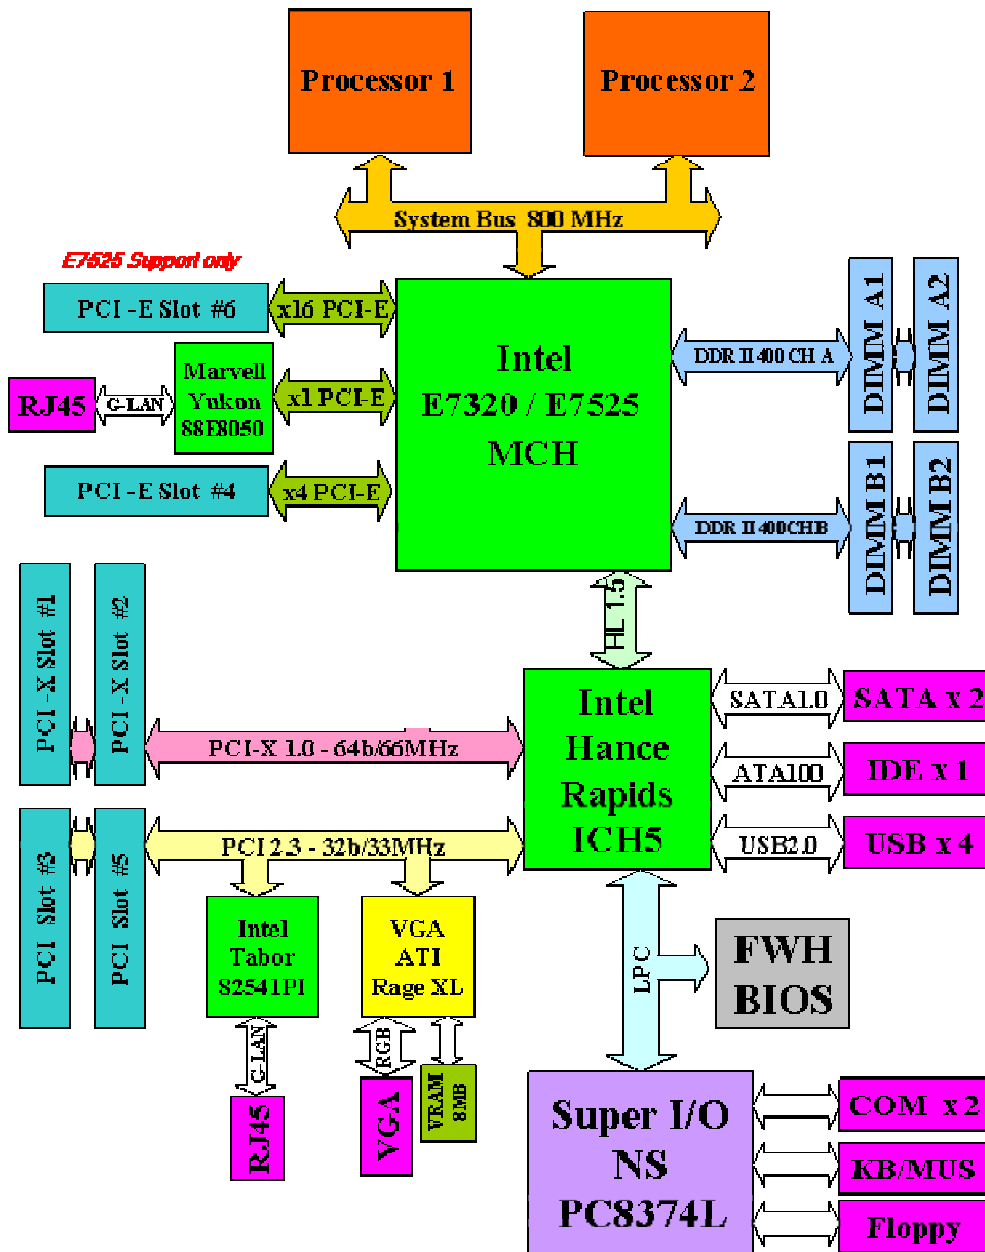 Processor 1
Processor 2
System Bus 800 MHz
E7525 Support only
PCI -E Slot #6
x16 PCI-E
Intel
E7320 / E7525
MCH
DDR II 400 CH A
DIMM A1
DIMM A2
RJ45
G-LAN
Marvell
Yukon
88E8050
x1 PCI-E
PCI -E Slot #4
x4 PCI-E
DDR II 400CHB
DIMM B1
DIMM B2
HL 1.5
PCI -X Slot #1
PCI -X Slot #2
PCI-X 1.0 - 64b/66MHz
Intel
Hance
Rapids
ICH5
SATA1.0
SATA x 2
ATA100
IDE x 1
USB2.0
USB x 4
PCI Slot #3
PCI Slot #5
PCI 2.3 - 32b/33MHz
Intel
Tabor
82541PI
VGA
ATI
Rage XL
LPC
FWH
BIOS
G-LAN
RJ45
RGB
VGA
VRAM
8MB
Super I/O
NS
PC8374L
COM x 2
KB/MUS
Floppy